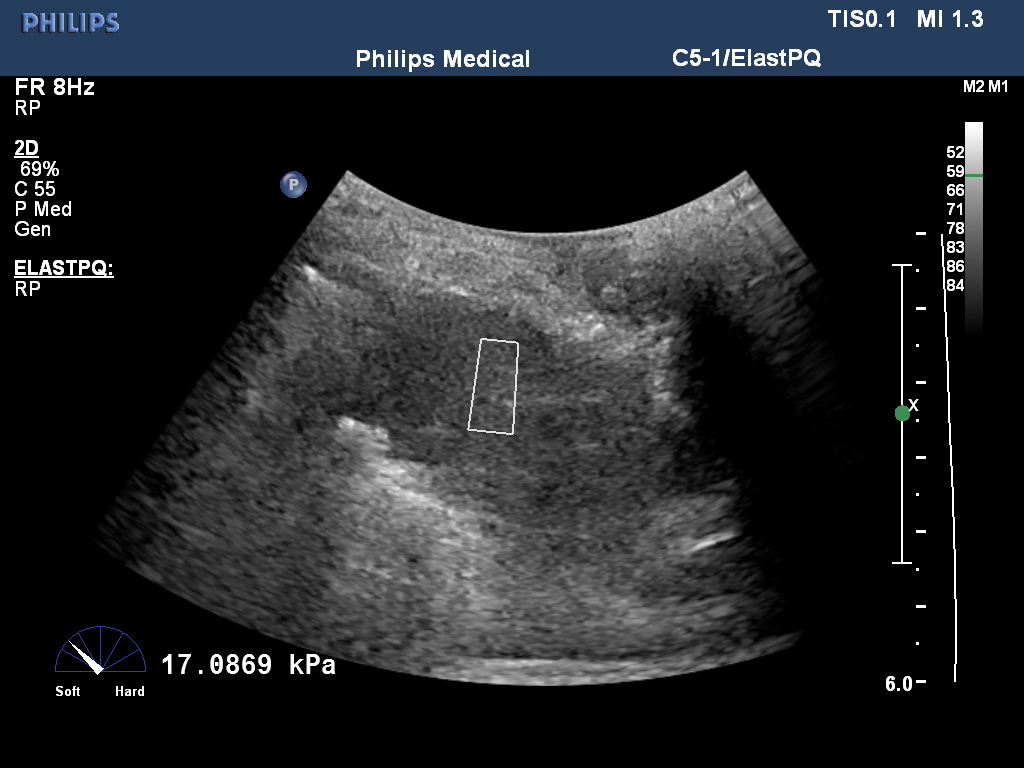 PHILIPS
TIS0.1 MI 1.3
Philips Medical
C5-1/ElastPQ
FR 8Hz
RP
M2 M1
2D
69%
C 55
P Med
Gen
ELASTPQ:
RP
P
52
59
66
71
78
83
86
84
X
17.0869 kPa
Soft Hard
6.0